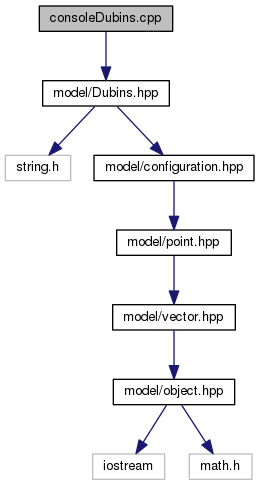 consoleDubins.cpp
model/Dubins.hpp
string.h
model/configuration.hpp
model/point.hpp
model/vector.hpp
model/object.hpp
iostream
math.h